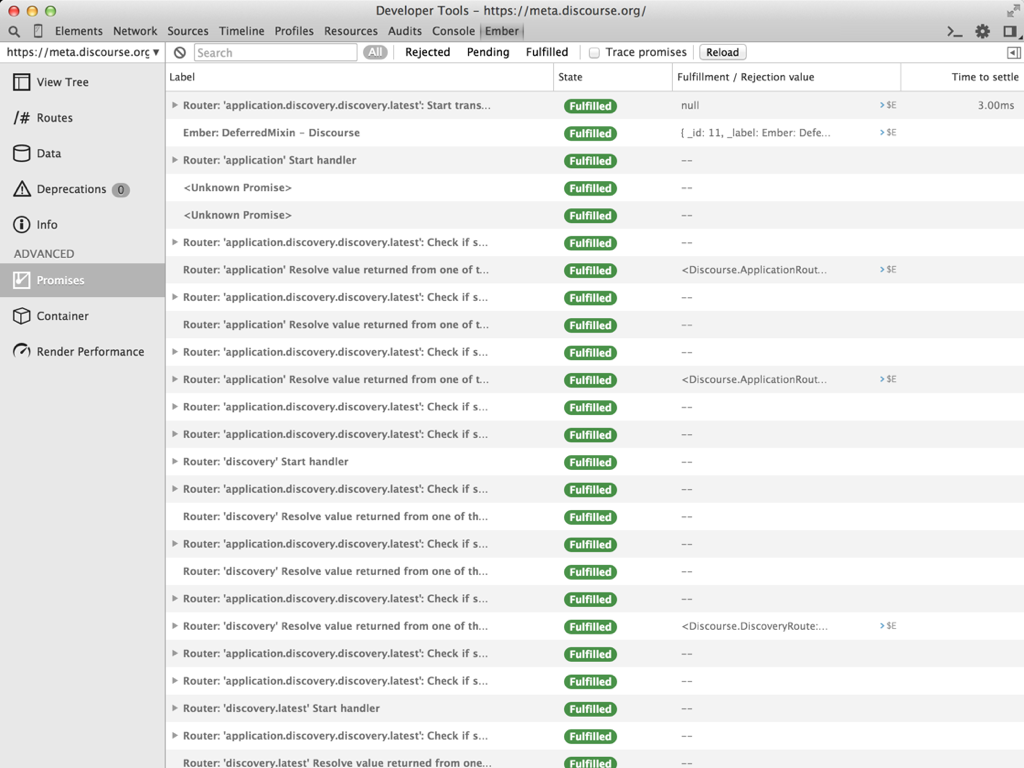 Developer Tools - https://meta.discourse.org/
Elements Network Sources Timeline Profiles Resources Audits Console Ember
https://meta.discourse.org Search All Rejected Pending Fulfilled Trace promises Reload
View Tree
/# Routes
Data
Deprecations 0
Info
ADVANCED
Promises
Container
Render Performance
Label State Fulfillment / Rejection value Time to settle
Router: 'application.discovery.discovery.latest': Start trans... Fulfilled null >$E 3.00ms
Ember: DeferredMixin - Discourse Fulfilled { _id: 11, _label: Ember: Defe... >$E
Router: 'application' Start handler Fulfilled --
<Unknown Promise> Fulfilled --
<Unknown Promise> Fulfilled --
Router: 'application.discovery.discovery.latest': Check if s... Fulfilled --
Router: 'application' Resolve value returned from one of t... Fulfilled <Discourse.ApplicationRout... >$E
Router: 'application.discovery.discovery.latest': Check if s... Fulfilled --
Router: 'application' Resolve value returned from one of t... Fulfilled --
Router: 'application.discovery.discovery.latest': Check if s... Fulfilled --
Router: 'application' Resolve value returned from one of t... Fulfilled <Discourse.ApplicationRout... >$E
Router: 'application.discovery.discovery.latest': Check if s... Fulfilled --
Router: 'application.discovery.discovery.latest': Check if s... Fulfilled --
Router: 'discovery' Start handler Fulfilled --
Router: 'application.discovery.discovery.latest': Check if s... Fulfilled --
Router: 'discovery' Resolve value returned from one of th... Fulfilled --
Router: 'application.discovery.discovery.latest': Check if s... Fulfilled --
Router: 'discovery' Resolve value returned from one of th... Fulfilled --
Router: 'application.discovery.discovery.latest': Check if s... Fulfilled --
Router: 'discovery' Resolve value returned from one of th... Fulfilled <Discourse.DiscoveryRoute:... >$E
Router: 'application.discovery.discovery.latest': Check if s... Fulfilled --
Router: 'application.discovery.discovery.latest': Check if s... Fulfilled --
Router: 'discovery.latest' Start handler Fulfilled --
Router: 'application.discovery.discovery.latest': Check if s... Fulfilled --
Router: 'discovery.latest' Resolve value returned from one... Fulfilled --